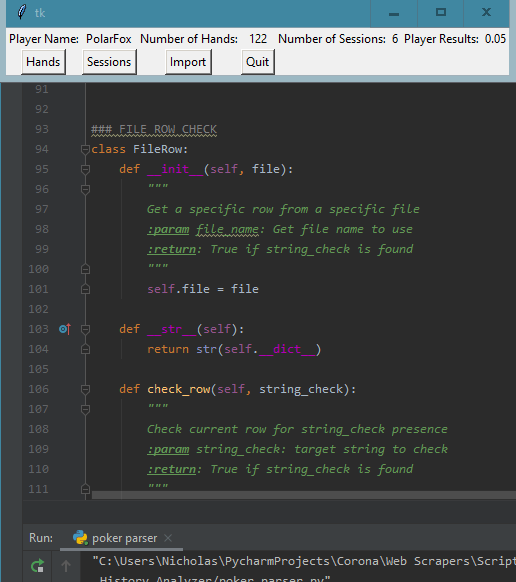 tk
Player Name: PolarFox Number of Hands: 122 Number of Sessions: 6 Player Results: 0.05
Hands Sessions Import Quit
91
92
93 ### FILE ROW CHECK
94 class FileRow:
95 def __init__(self, file):
96 """
97 Get a specific row from a specific file
98 :param file_name: Get file name to use
99 :return: True if string_check is found
100 """
101 self.file = file
102
103 def __str__(self):
104 return str(self.__dict__)
105
106 def check_row(self, string_check):
107 """
108 Check current row for string_check presence
109 :param string_check: target string to check
110 :return: True if string_check is found
111 """
Run: poker parser
"C:\Users\Nicholas\PycharmProjects\Corona\Web Scrapers\Script
History Analyzer/poker parser.py"